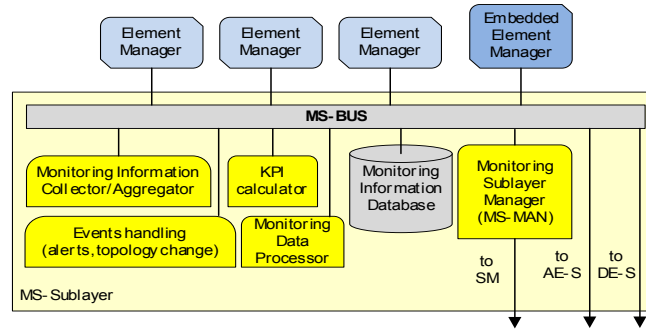 Element
Manager
Element
Manager
Element
Manager
Embedded
Element
Manager
MS-BUS
Monitoring Information
Collector/Aggregator
KPI
calculator
Monitoring
Information
Database
Monitoring
Sublayer
Manager
(MS-MAN)
Events handling
(alerts, topology change)
Monitoring
Data
Processor
to
SM
to
AE-S
to
DE-S
MS-Sublayer